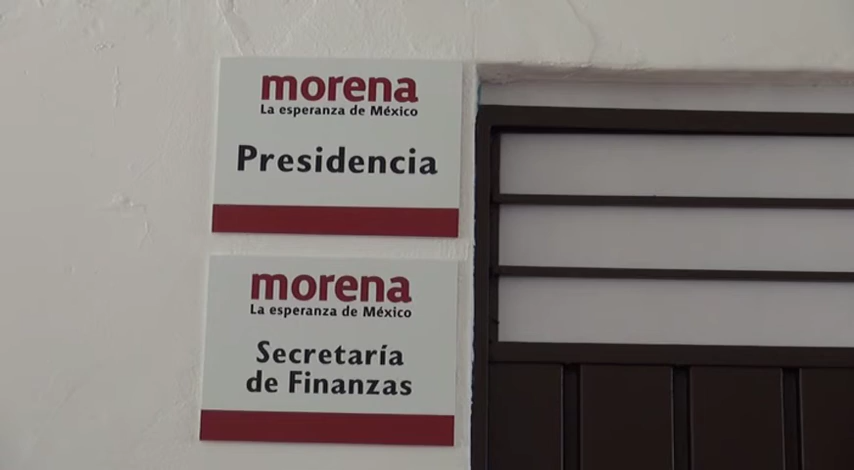 morena
La esperanza de México
Presidencia
morena
La esperanza de México
Secretaría
de Finanzas